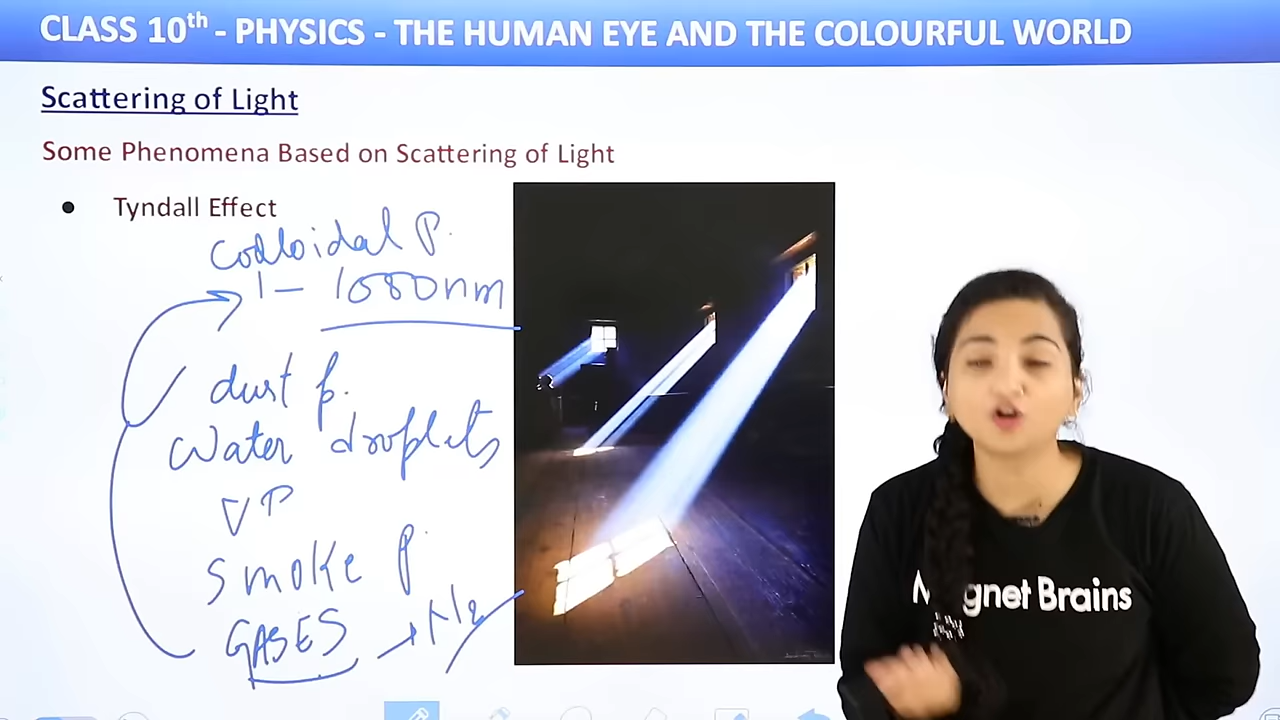 CLASS 10th - PHYSICS - THE HUMAN EYE AND THE COLOURFUL WORLD
Scattering of Light
Some Phenomena Based on Scattering of Light
• Tyndall Effect
Colloidal P.
1 - 1000nm
dust p.
Water droplets
VP
Smoke P.
GASES → N2
Magnet Brains